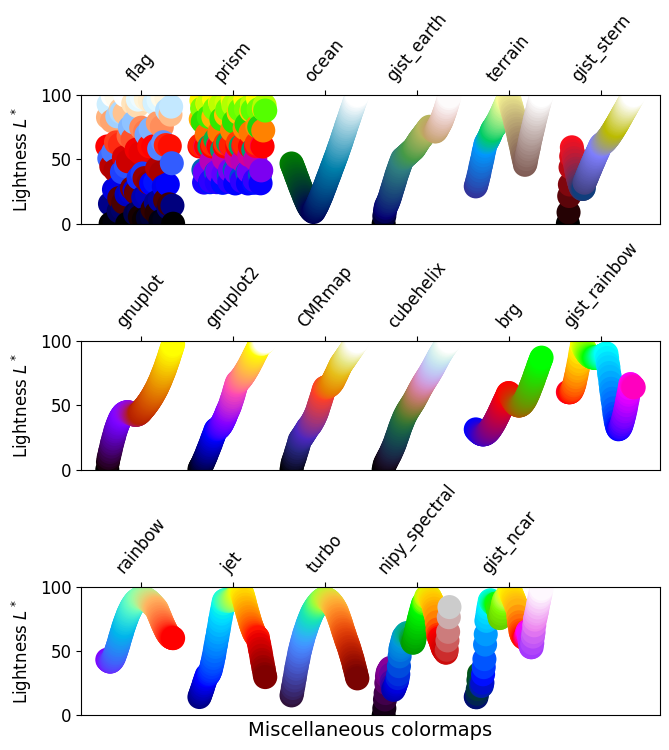 flag prism ocean gist_earth terrain gist_stern
100
50
0
Lightness L*
gnuplot gnuplot2 CMRmap cubehelix brg gist_rainbow
100
50
0
Lightness L*
rainbow jet turbo nipy_spectral gist_ncar
100
50
0
Lightness L*
Miscellaneous colormaps